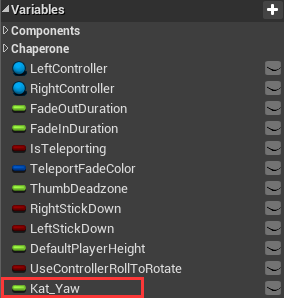 Variables
Components
Chaperone
LeftController
RightController
FadeOutDuration
FadeInDuration
IsTeleporting
TeleportFadeColor
ThumbDeadzone
RightStickDown
LeftStickDown
DefaultPlayerHeight
UseControllerRollToRotate
Kat_Yaw